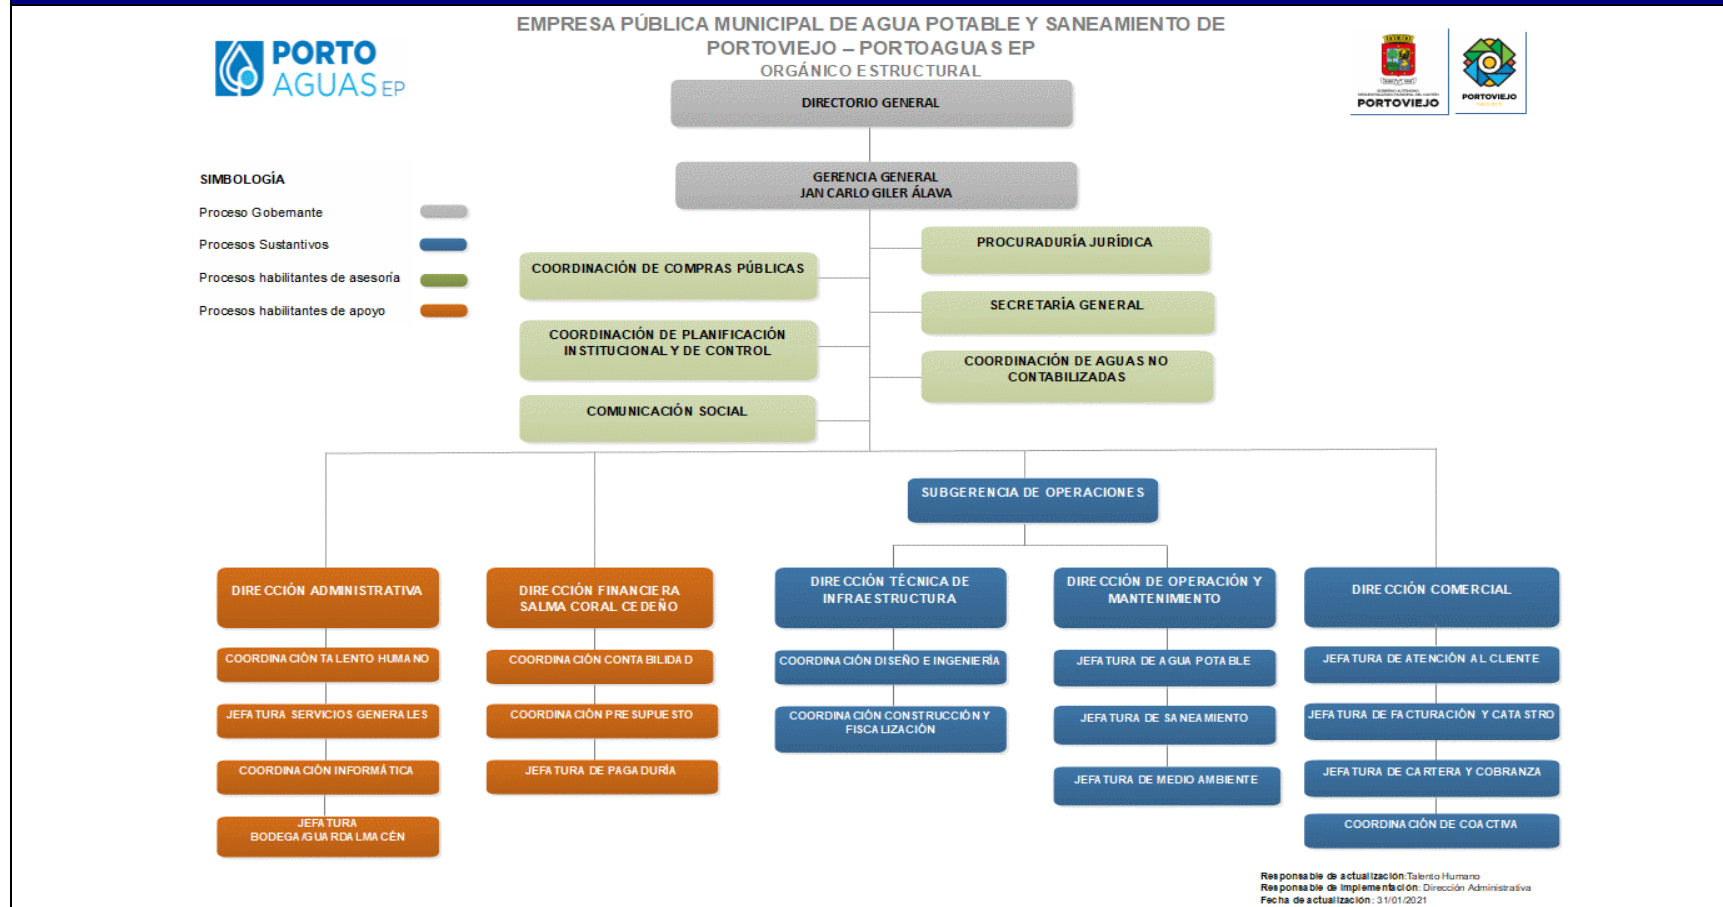 EMPRESA PÚBLICA MUNICIPAL DE AGUA POTABLE Y SANEAMIENTO DE
PORTOVIEJO – PORTOAGUAS EP
ORGÁNICO ESTRUCTURAL
PORTO
AGUAS EP
PORTOVIEJO
PORTOVIEJO
DIRECTORIO GENERAL
GERENCIA GENERAL
JAN CARLO GILER ÁLAVA
SIMBOLOGÍA
Proceso Gobernante
Procesos Sustantivos
Procesos habilitantes de asesoría
Procesos habilitantes de apoyo
PROCURADURÍA JURÍDICA
COORDINACIÓN DE COMPRAS PÚBLICAS
SECRETARÍA GENERAL
COORDINACIÓN DE PLANIFICACIÓN
INSTITUCIONAL Y DE CONTROL
COORDINACIÓN DE AGUAS NO
CONTABILIZADAS
COMUNICACIÓN SOCIAL
SUBGERENCIA DE OPERACIONES
DIRECCIÓN ADMINISTRATIVA
COORDINACIÓN TALENTO HUMANO
JEFATURA SERVICIOS GENERALES
COORDINACIÓN INFORMÁTICA
JEFATURA
BODEGA/GUARDALMACÉN
DIRECCIÓN FINANCIERA
SALMA CORAL CEDEÑO
COORDINACIÓN CONTABILIDAD
COORDINACIÓN PRESUPUESTO
JEFATURA DE PAGADURÍA
DIRECCIÓN TÉCNICA DE
INFRAESTRUCTURA
COORDINACIÓN DISEÑO E INGENIERÍA
COORDINACIÓN CONSTRUCCIÓN Y
FISCALIZACIÓN
DIRECCIÓN DE OPERACIÓN Y
MANTENIMIENTO
JEFATURA DE AGUA POTABLE
JEFATURA DE SANEAMIENTO
JEFATURA DE MEDIO AMBIENTE
DIRECCIÓN COMERCIAL
JEFATURA DE ATENCIÓN AL CLIENTE
JEFATURA DE FACTURACIÓN Y CATASTRO
JEFATURA DE CARTERA Y COBRANZA
COORDINACIÓN DE COACTIVA
Responsable de actualización:Talento Humano
Responsable de Implementación: Dirección Administrativa
Fecha de actualización: 31/01/2021